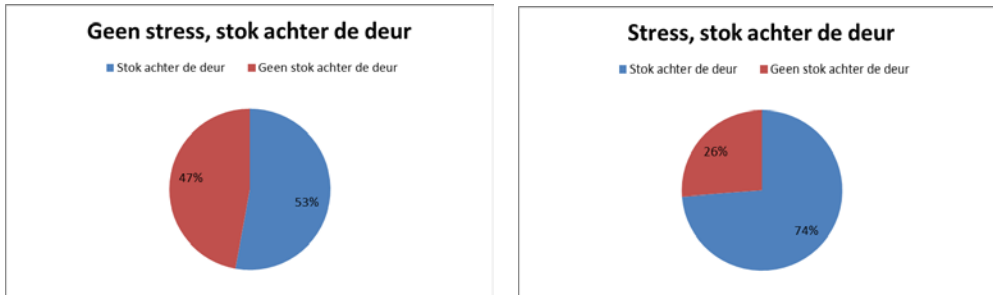 Geen stress, stok achter de deur
Stok achter de deur Geen stok achter de deur
47%
53%
Stress, stok achter de deur
Stok achter de deur Geen stok achter de deur
26%
74%